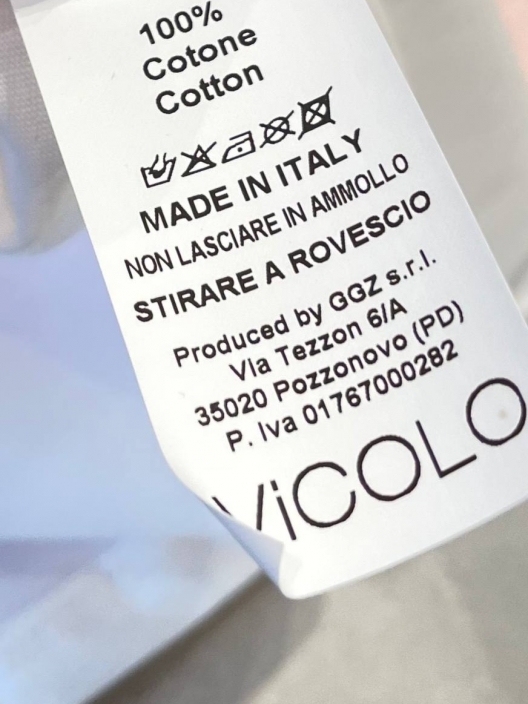 100%
Cotone
Cotton
MADE IN ITALY
NON LASCIARE IN AMMOLLO
STIRARE A ROVESCIO
Produced by GGZ s.r.l.
Via Tezzon 6/A
35020 Pozzonovo (PD)
P. Iva 01767000282
ViCOLO